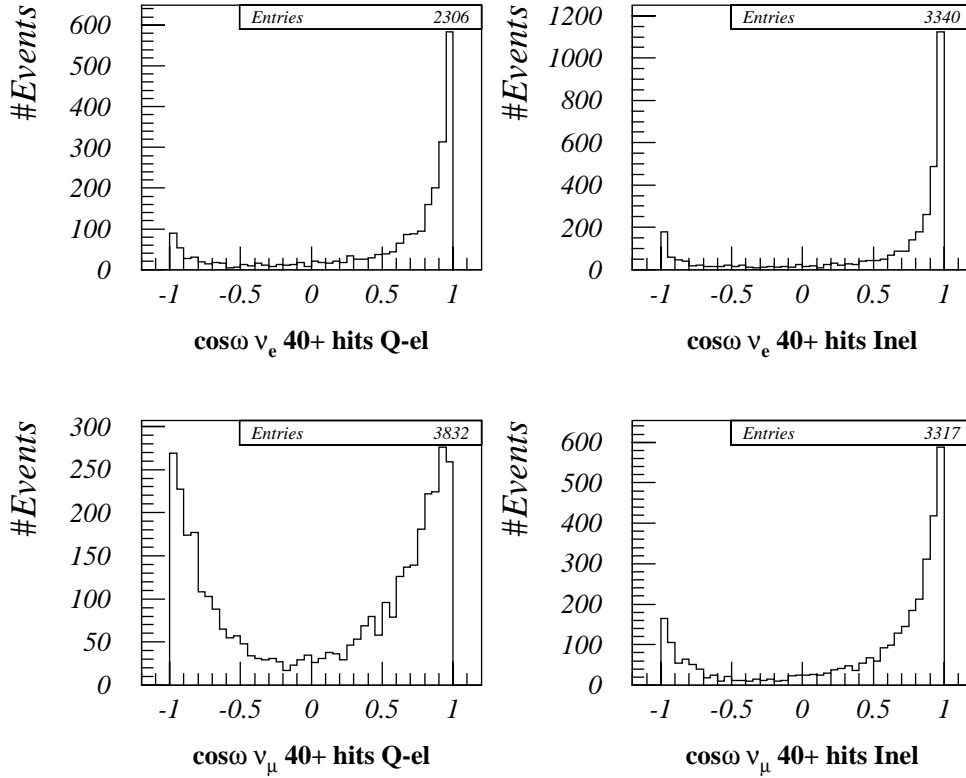 #Events
Entries 2306
600
500
400
300
200
100
0
-1 -0.5 0 0.5 1
cosω νe 40+ hits Q-el
#Events
Entries 3340
1200
1000
800
600
400
200
0
-1 -0.5 0 0.5 1
cosω νe 40+ hits Inel
#Events
Entries 3832
300
250
200
150
100
50
0
-1 -0.5 0 0.5 1
cosω νμ 40+ hits Q-el
#Events
Entries 3317
600
500
400
300
200
100
0
-1 -0.5 0 0.5 1
cosω νμ 40+ hits Inel